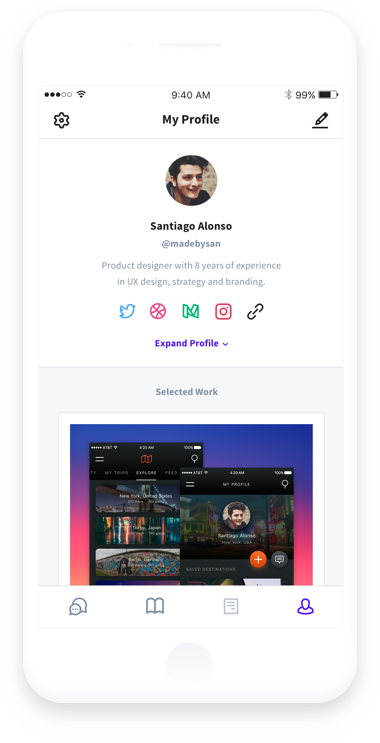 9:40 AM
99%
My Profile
Santiago Alonso
@madebysan
Product designer with 8 years of experience
in UX design, strategy and branding.
Expand Profile
Selected Work
AT&T
4:20 AM
100%
TY
MY TRIPS
EXPLORE
FEED
New York, United States
AT&T
4:20 AM
100%
MY PROFILE
Tokyo, Japan
Santiago Alonso
New York, USA
SAVED DESTINATIONS